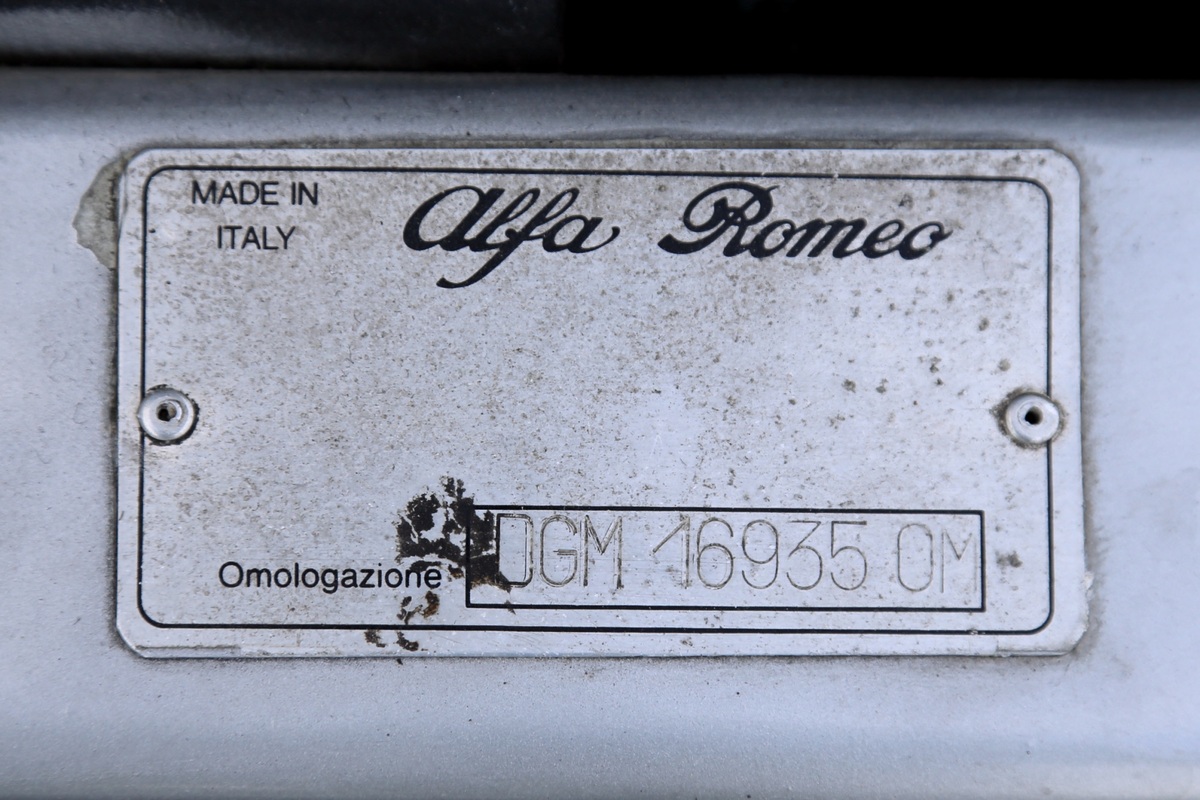 MADE IN
ITALY
Alfa Romeo
Omologazione DGM 16935 OM